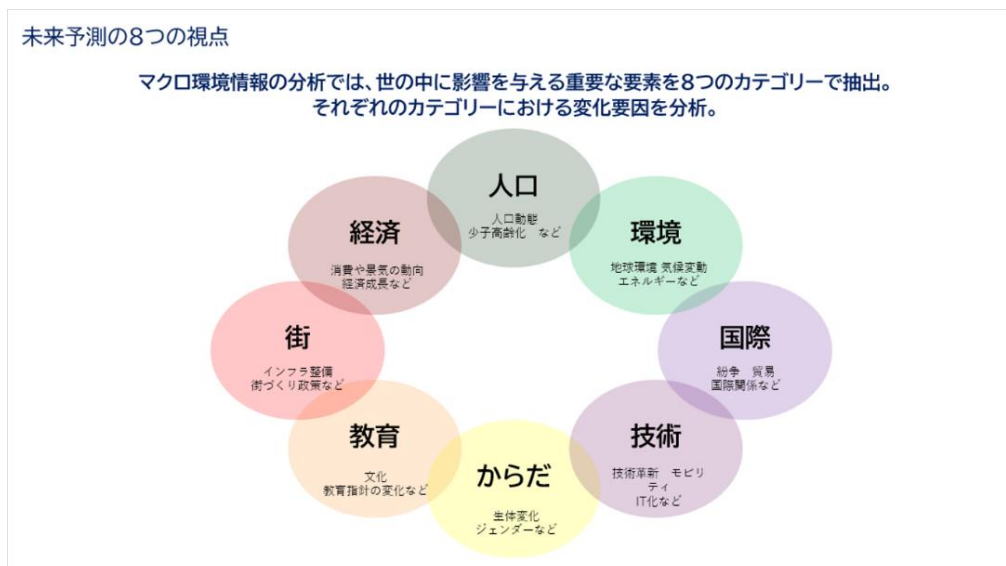 未来予測の8つの視点
マクロ環境情報の分析では、世の中に影響を与える重要な要素を8つのカテゴリーで抽出。
それぞれのカテゴリーにおける変化要因を分析。
人口
人口動態
少子高齢化　など
環境
地球環境 気候変動
エネルギーなど
国際
紛争　貿易
国際関係など
技術
技術革新　モビリ
ティ
IT化など
からだ
生体変化
ジェンダーなど
教育
文化
教育指針の変化など
街
インフラ整備
街づくり政策など
経済
消費や景気の動向
経済成長など